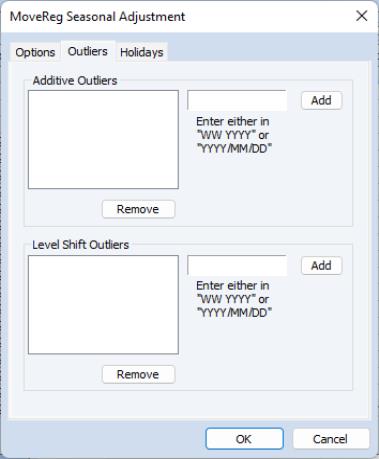 MoveReg Seasonal Adjustment
Options Outliers Holidays
Additive Outliers
Add
Enter either in
"WW YYYY" or
"YYYY/MM/DD"
Remove
Level Shift Outliers
Add
Enter either in
"WW YYYY" or
"YYYY/MM/DD"
Remove
OK Cancel